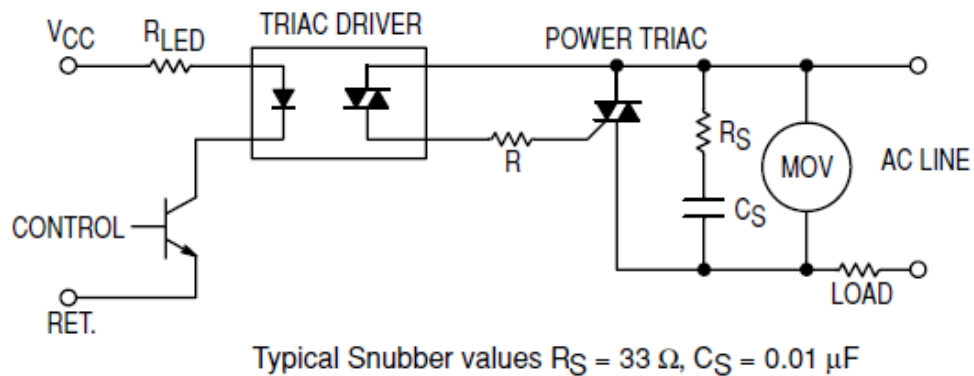 VCC
RLED
TRIAC DRIVER
POWER TRIAC
RS
MOV
AC LINE
R
CS
CONTROL
LOAD
RET.
Typical Snubber values RS = 33 Ω, CS = 0.01 μF